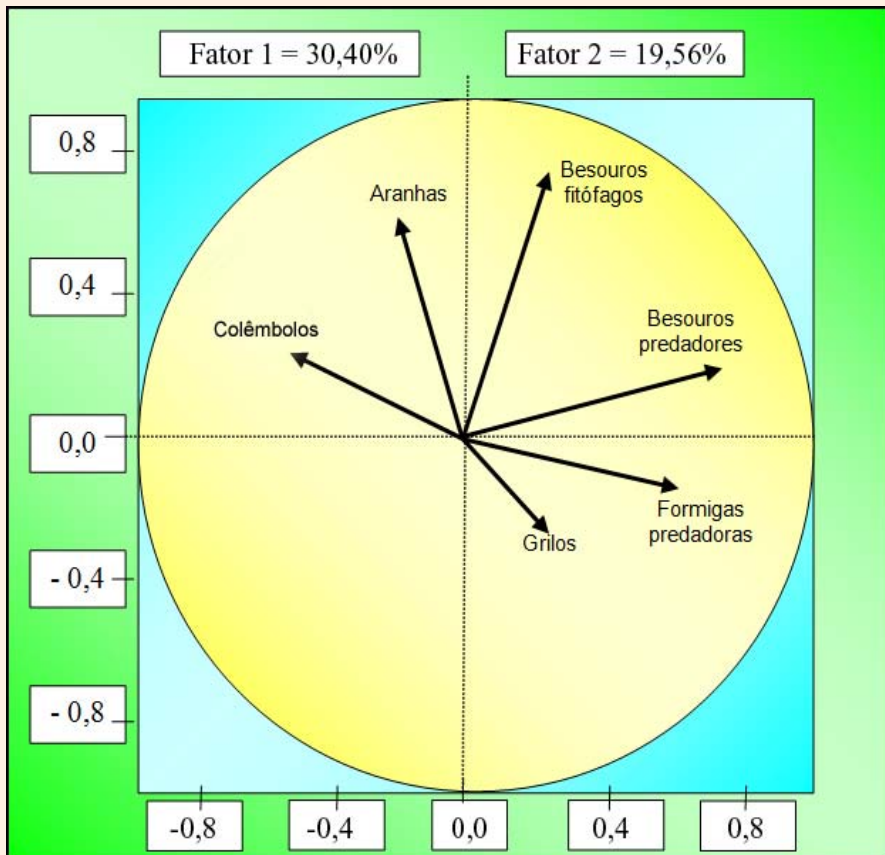 Fator 1 = 30,40%
Fator 2 = 19,56%
0,8
0,4
0,0
- 0,4
- 0,8
Besouros
fitófagos
Aranhas
Colêmbolos
Besouros
predadores
Formigas
predadoras
Grilos
-0,8
-0,4
0,0
0,4
0,8